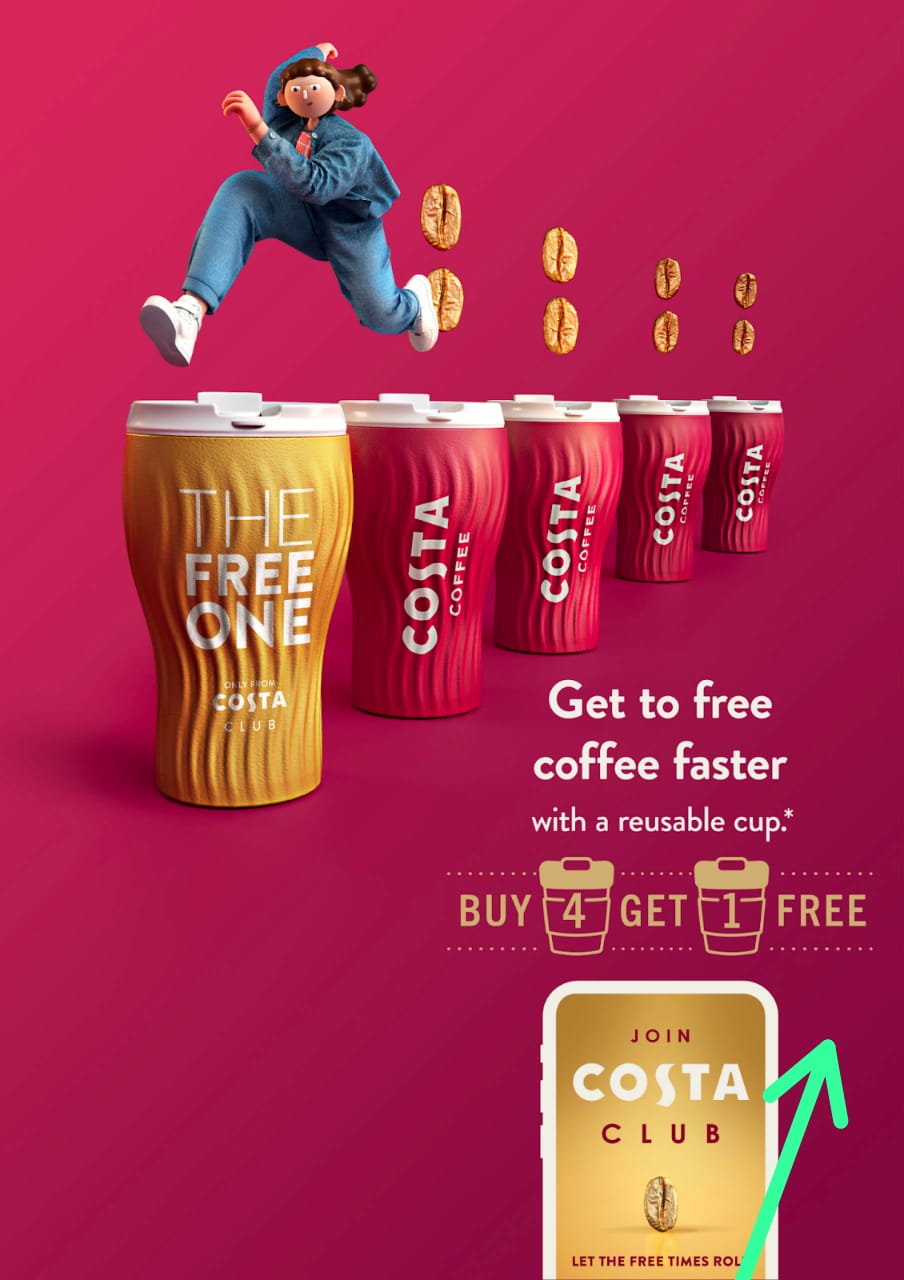 THE
FREE
ONE
ONLY FROM
COSTA
CLUB
COSTA
COFFEE
COSTA
COFFEE
COSTA
COFFEE
COSTA
COFFEE
Get to free
coffee faster
with a reusable cup.*
BUY 4 GET 1 FREE
JOIN
COSTA
CLUB
LET THE FREE TIMES ROLL